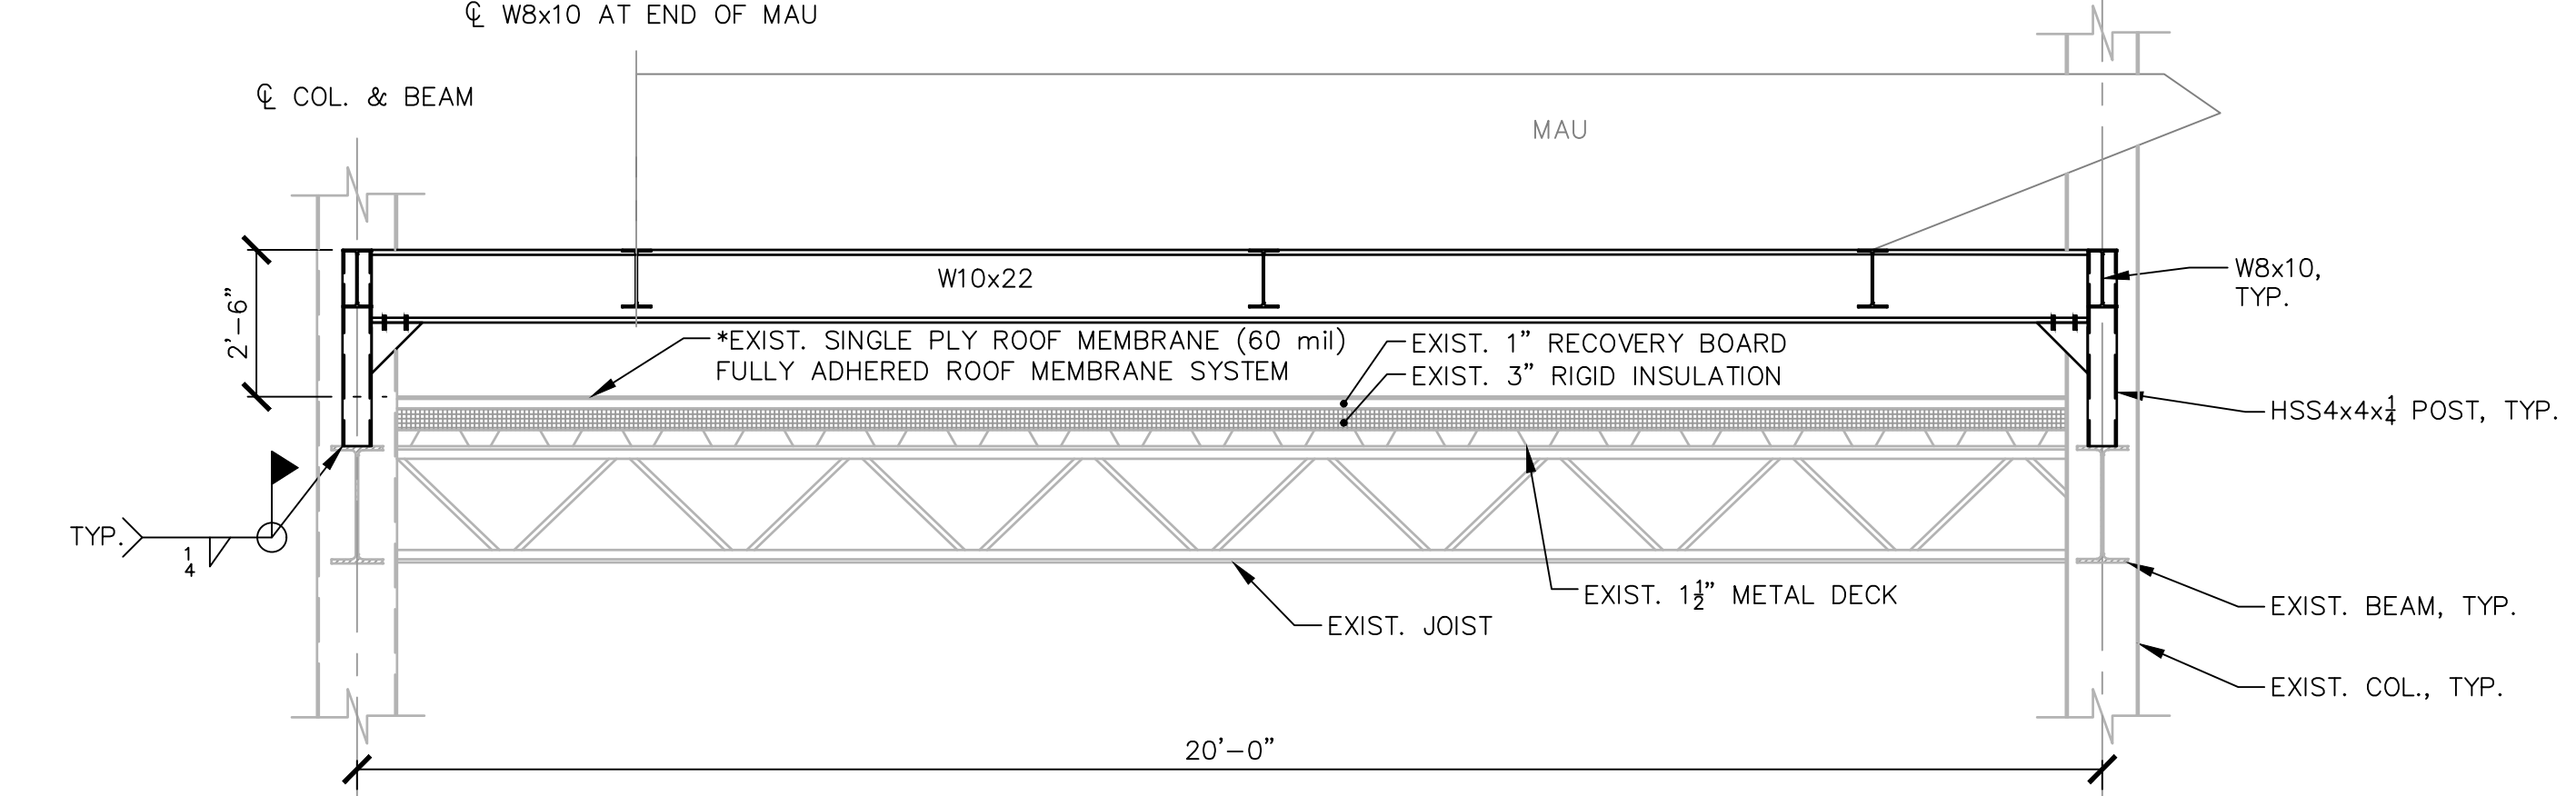 ℄ W8x10 AT END OF MAU
℄ COL. & BEAM
MAU
W10x22
W8x10,
TYP.
2'-6"
*EXIST. SINGLE PLY ROOF MEMBRANE (60 mil)
FULLY ADHERED ROOF MEMBRANE SYSTEM
EXIST. 1" RECOVERY BOARD
EXIST. 3" RIGID INSULATION
HSS4x4x1/4 POST, TYP.
TYP.
1/4
EXIST. 1 1/2" METAL DECK
EXIST. JOIST
EXIST. BEAM, TYP.
EXIST. COL., TYP.
20'-0"